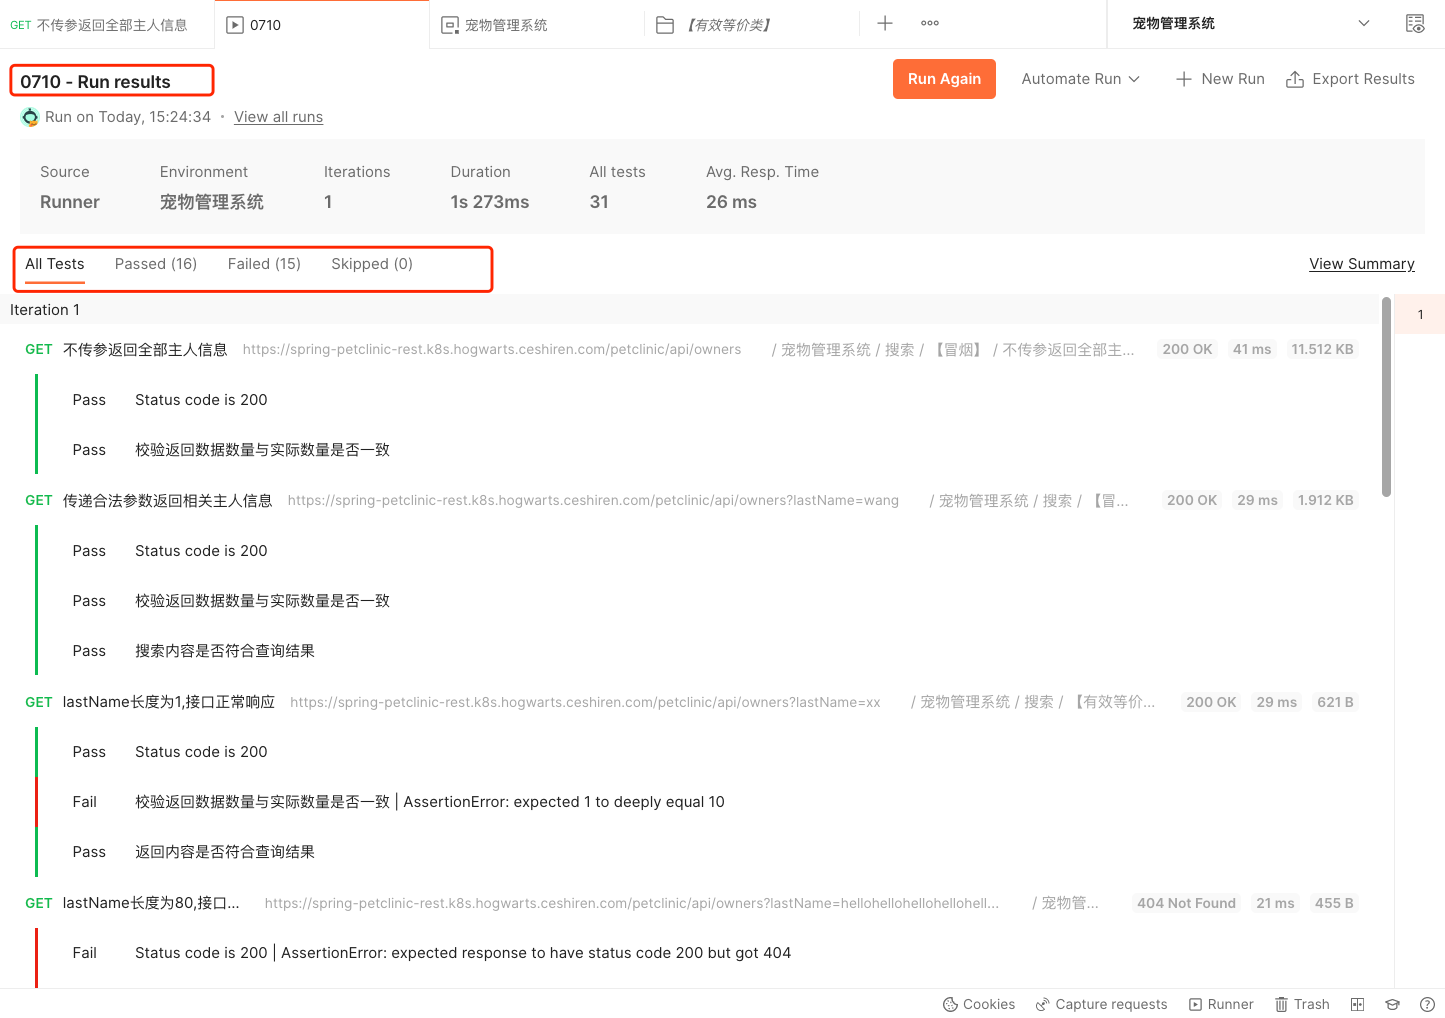 GET 不传参返回全部主人信息
0710
宠物管理系统
【有效等价类】
宠物管理系统
0710 - Run results
Run Again
Automate Run
New Run
Export Results
Run on Today, 15:24:34 · View all runs
Source Environment Iterations Duration All tests Avg. Resp. Time
Runner 宠物管理系统 1 1s 273ms 31 26 ms
All Tests Passed (16) Failed (15) Skipped (0) View Summary
Iteration 1
1
GET 不传参返回全部主人信息 https://spring-petclinic-rest.k8s.hogwarts.ceshiren.com/petclinic/api/owners / 宠物管理系统 / 搜索 / 【冒烟】 / 不传参返回全部主... 200 OK 41 ms 11.512 KB
Pass Status code is 200
Pass 校验返回数据数量与实际数量是否一致
GET 传递合法参数返回相关主人信息 https://spring-petclinic-rest.k8s.hogwarts.ceshiren.com/petclinic/api/owners?lastName=wang / 宠物管理系统 / 搜索 / 【冒... 200 OK 29 ms 1.912 KB
Pass Status code is 200
Pass 校验返回数据数量与实际数量是否一致
Pass 搜索内容是否符合查询结果
GET lastName长度为1,接口正常响应 https://spring-petclinic-rest.k8s.hogwarts.ceshiren.com/petclinic/api/owners?lastName=xx / 宠物管理系统 / 搜索 / 【有效等价... 200 OK 29 ms 621 B
Pass Status code is 200
Fail 校验返回数据数量与实际数量是否一致 | AssertionError: expected 1 to deeply equal 10
Pass 返回内容是否符合查询结果
GET lastName长度为80,接口... https://spring-petclinic-rest.k8s.hogwarts.ceshiren.com/petclinic/api/owners?lastName=hellohellohellohellohell... / 宠物管... 404 Not Found 21 ms 455 B
Fail Status code is 200 | AssertionError: expected response to have status code 200 but got 404
Cookies Capture requests Runner Trash